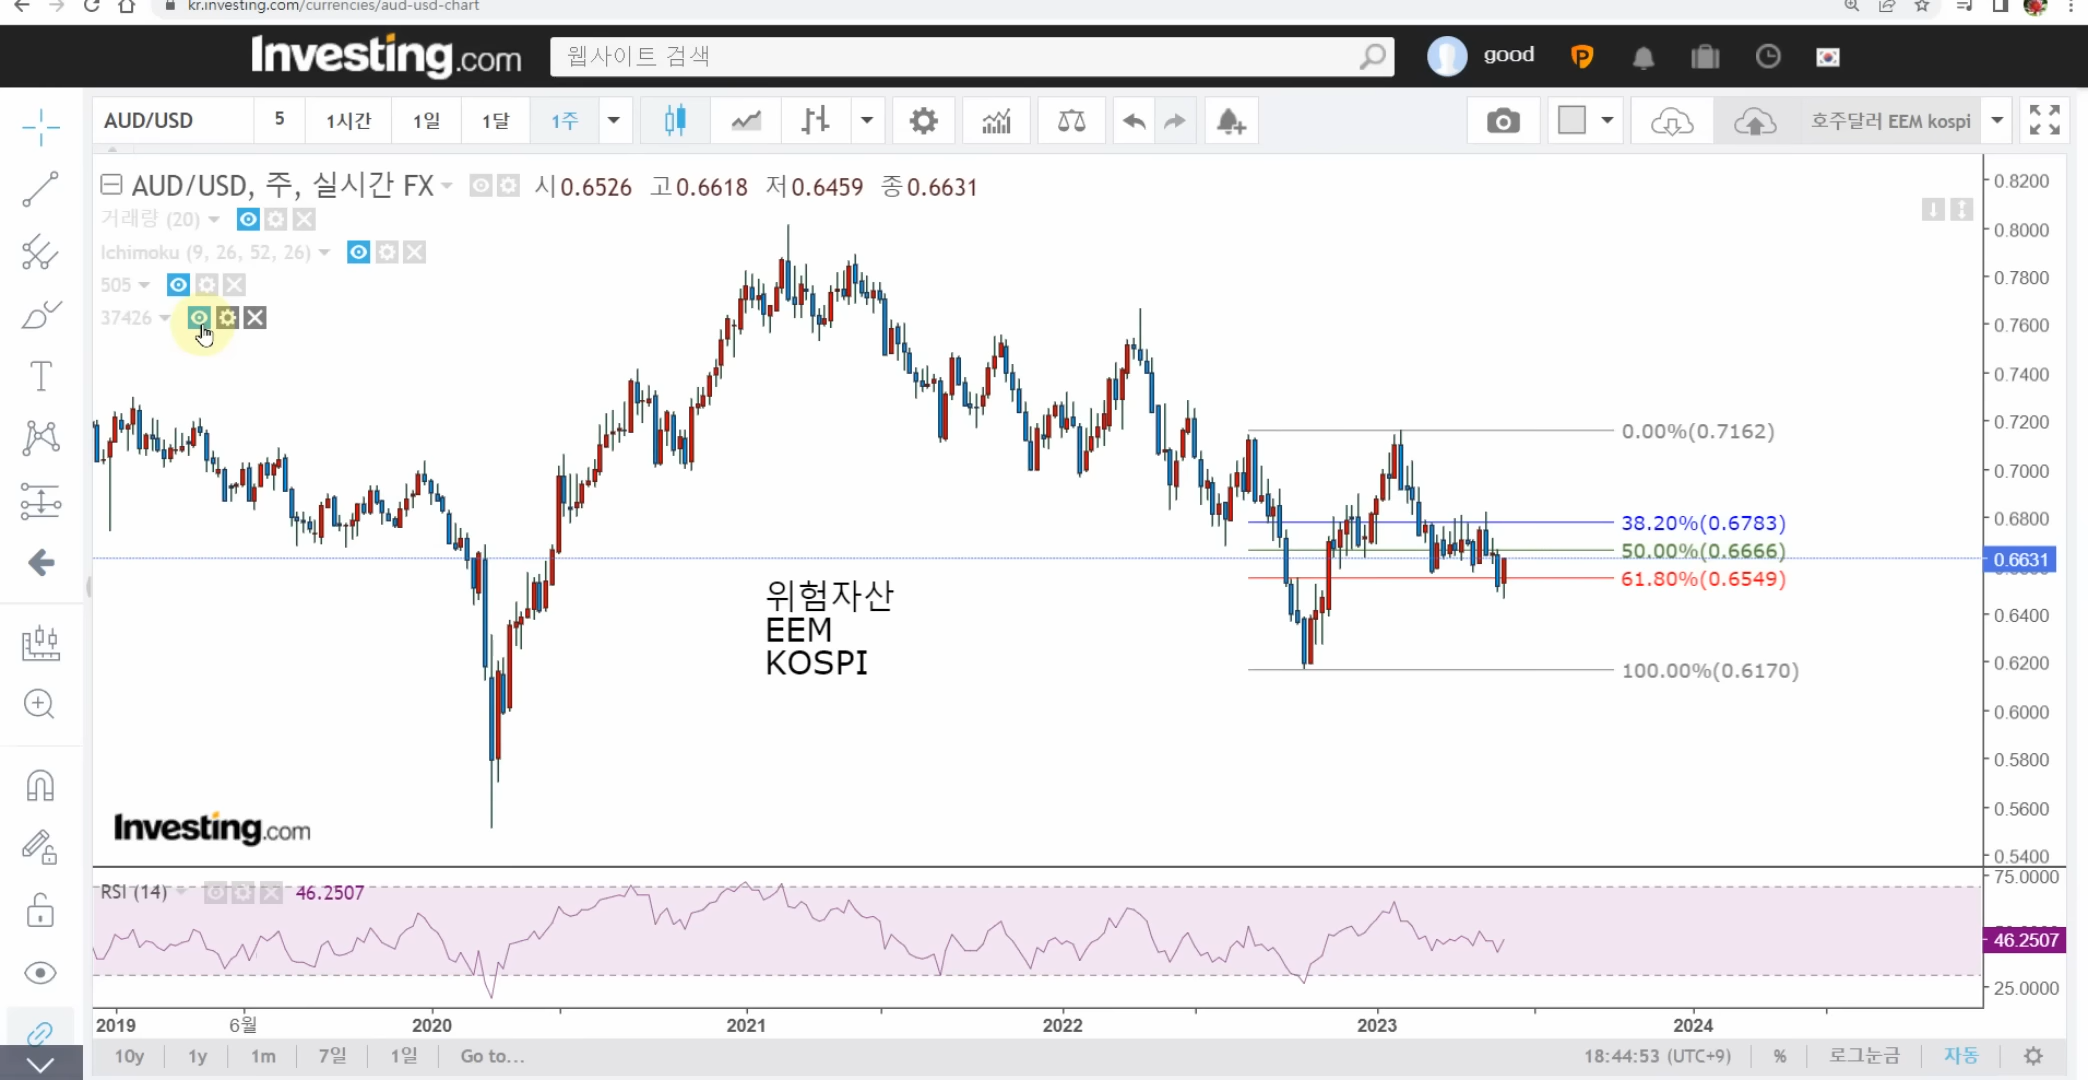 kr.investing.com/currencies/aud-usd-chart
Investing.com
웹사이트 검색
good
AUD/USD
5
1시간
1일
1달
1주
호주달러 EEM kospi
AUD/USD, 주, 실시간 FX
시0.6526 고0.6618 저0.6459 종0.6631
거래량 (20)
Ichimoku (9, 26, 52, 26)
505
37426
0.8200
0.8000
0.7800
0.7600
0.7400
0.7200
0.7000
0.6800
0.6631
0.6400
0.6200
0.6000
0.5800
0.5600
0.5400
0.00%(0.7162)
38.20%(0.6783)
50.00%(0.6666)
61.80%(0.6549)
100.00%(0.6170)
위험자산
EEM
KOSPI
Investing.com
RSI (14)
46.2507
75.0000
46.2507
25.0000
2019
6월
2020
2021
2022
2023
2024
10y
1y
1m
7일
1일
Go to...
18:44:53 (UTC+9)
%
로그눈금
자동